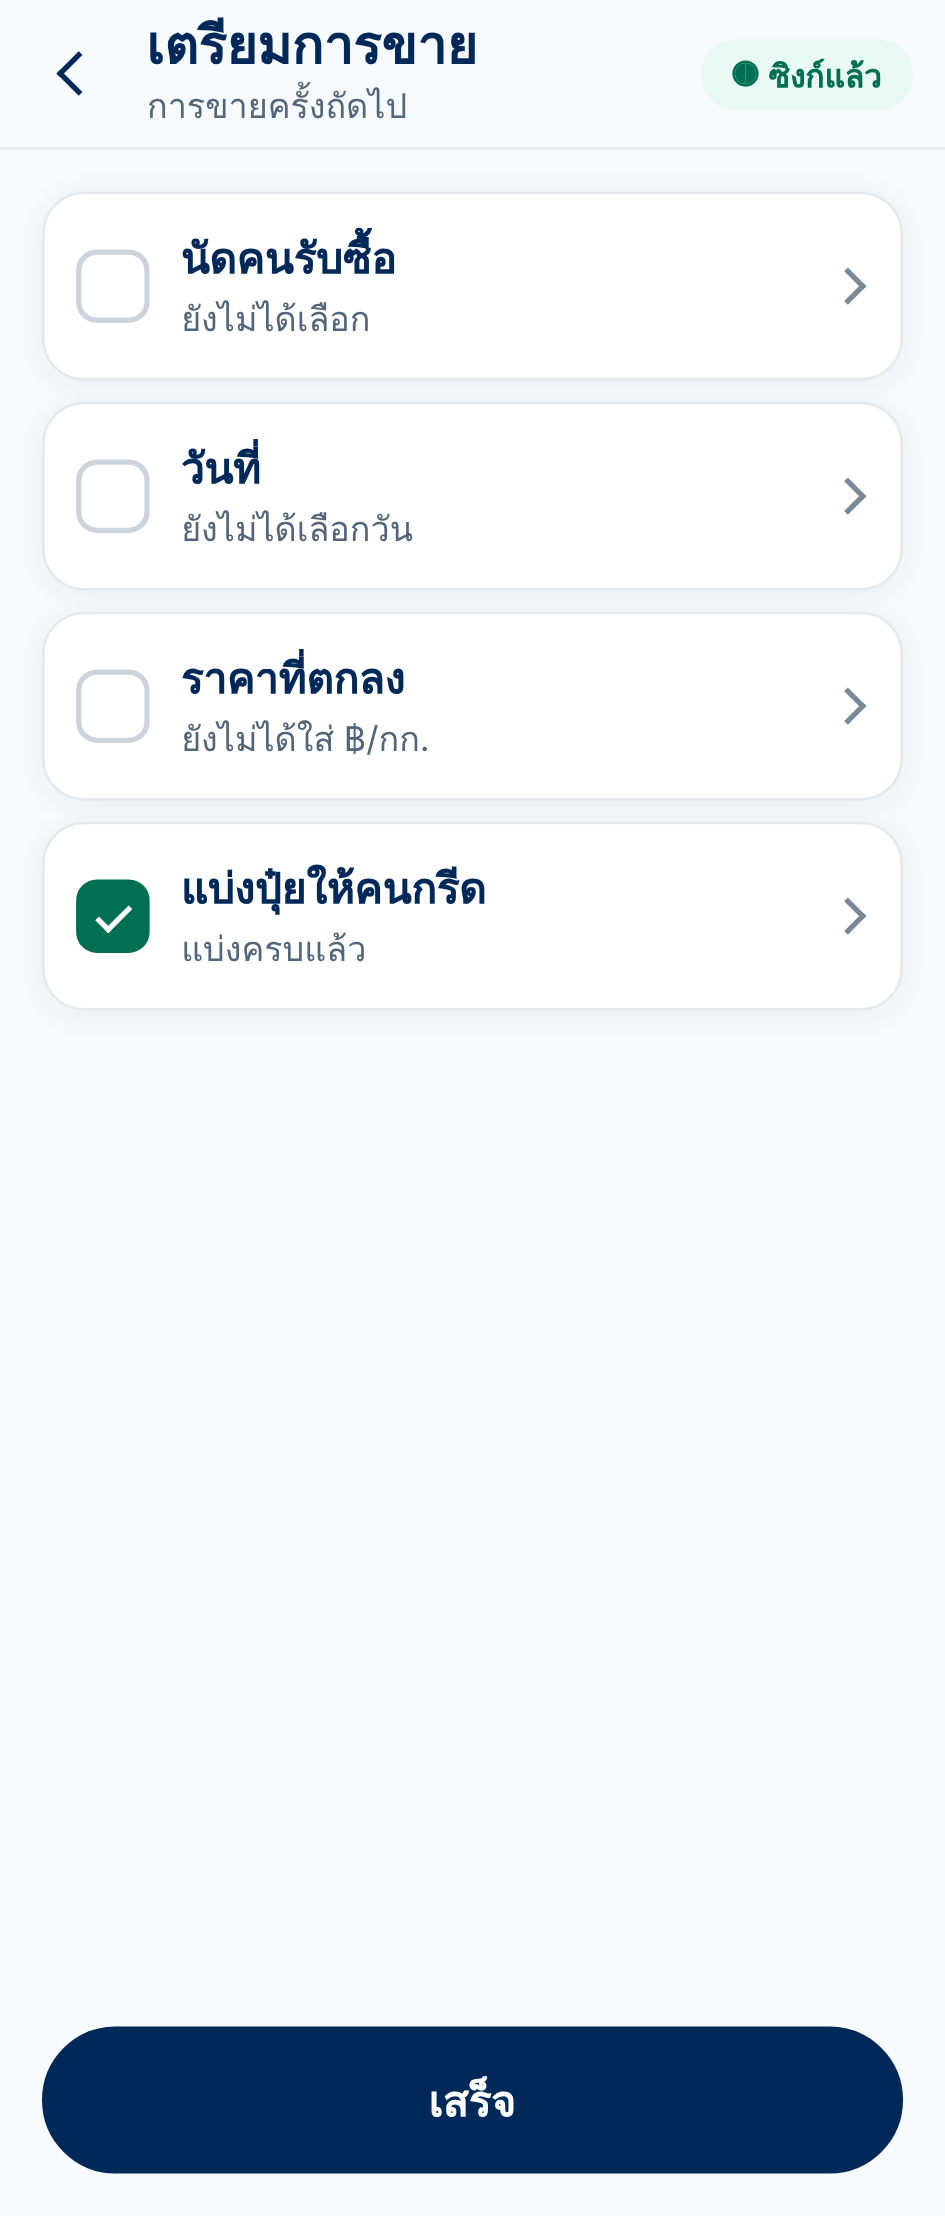 เตรียมการขาย
การขายครั้งถัดไป
ซิงก์แล้ว
นัดคนรับซื้อ
ยังไม่ได้เลือก
วันที่
ยังไม่ได้เลือกวัน
ราคาที่ตกลง
ยังไม่ได้ใส่ ฿/กก.
แบ่งปุ๋ยให้คนกรีด
แบ่งครบแล้ว
เสร็จ